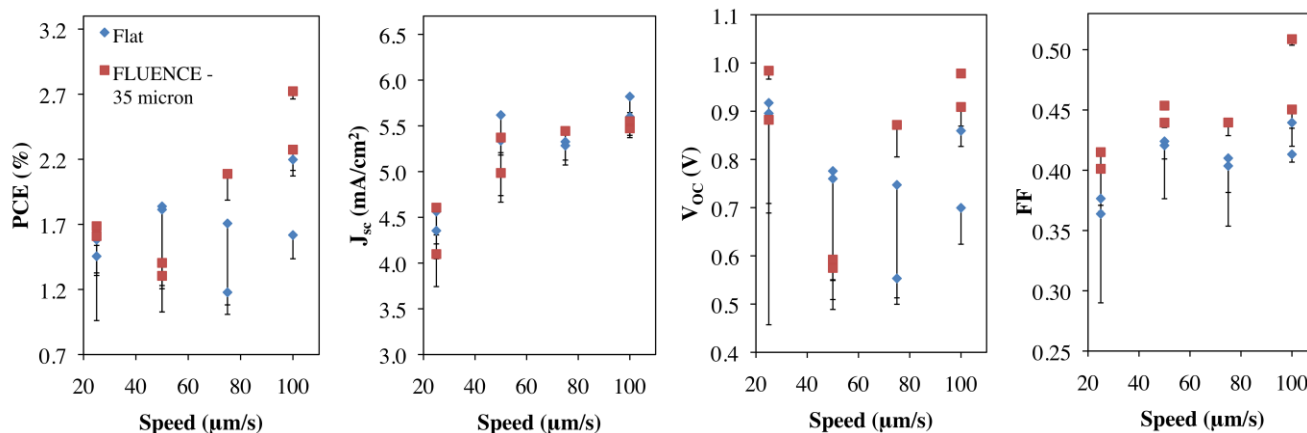 3.2
2.7
2.2
1.7
1.2
0.7
PCE (%)
Flat
FLUENCE -
35 micron
20 40 60 80 100
Speed (µm/s)
6.5
6.0
5.5
5.0
4.5
4.0
3.5
3.0
Jsc (mA/cm²)
20 40 60 80 100
Speed (µm/s)
1.1
1.0
0.9
0.8
0.7
0.6
0.5
0.4
VOC (V)
20 40 60 80 100
Speed (µm/s)
0.50
0.45
0.40
0.35
0.30
0.25
FF
20 40 60 80 100
Speed (µm/s)